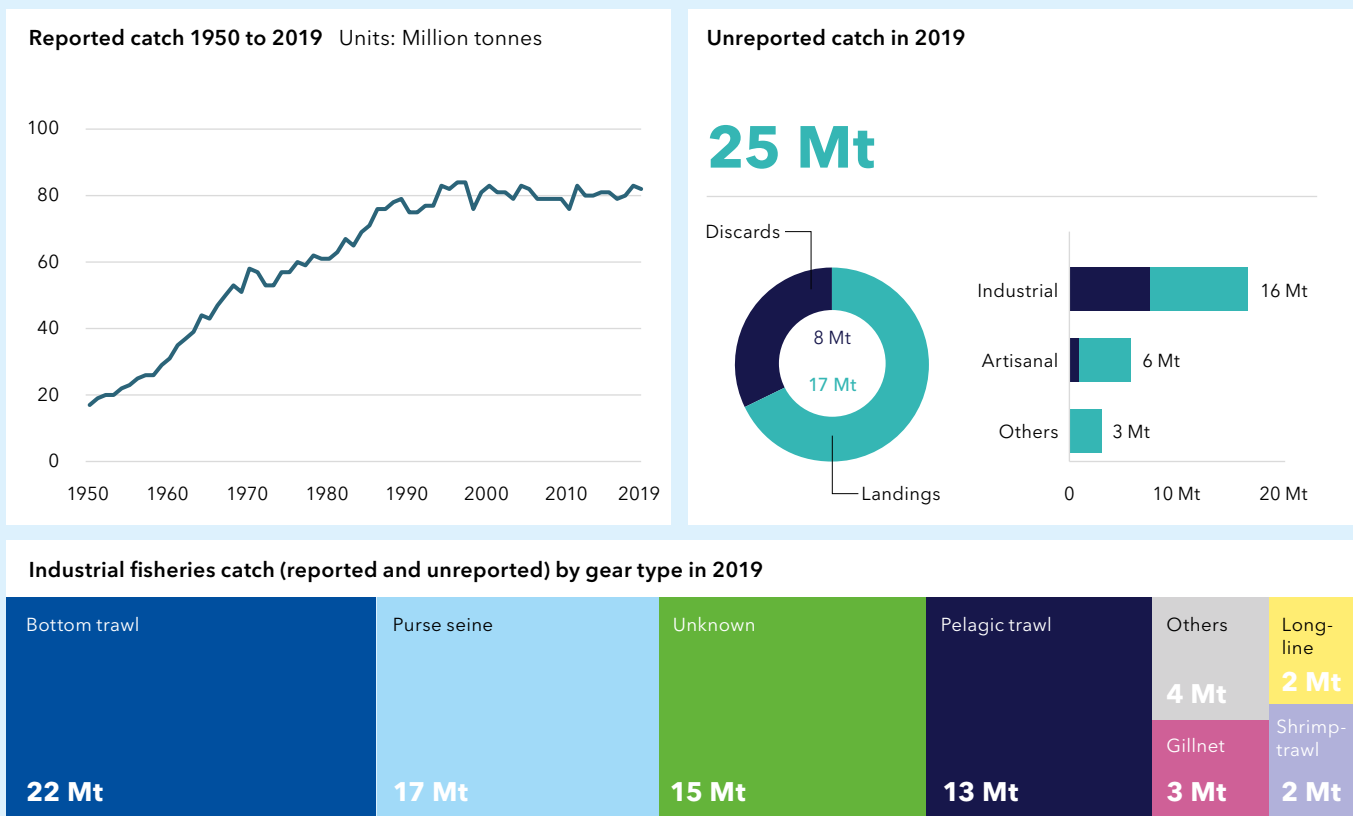 Reported catch 1950 to 2019 Units: Million tonnes
100
80
60
40
20
0
1950 1960 1970 1980 1990 2000 2010 2019
Unreported catch in 2019
25 Mt
Discards
8 Mt
17 Mt
Landings
Industrial 16 Mt
Artisanal 6 Mt
Others 3 Mt
0 10 Mt 20 Mt
Industrial fisheries catch (reported and unreported) by gear type in 2019
Bottom trawl
22 Mt
Purse seine
17 Mt
Unknown
15 Mt
Pelagic trawl
13 Mt
Others
4 Mt
Gillnet
3 Mt
Long-
line
2 Mt
Shrimp-
trawl
2 Mt